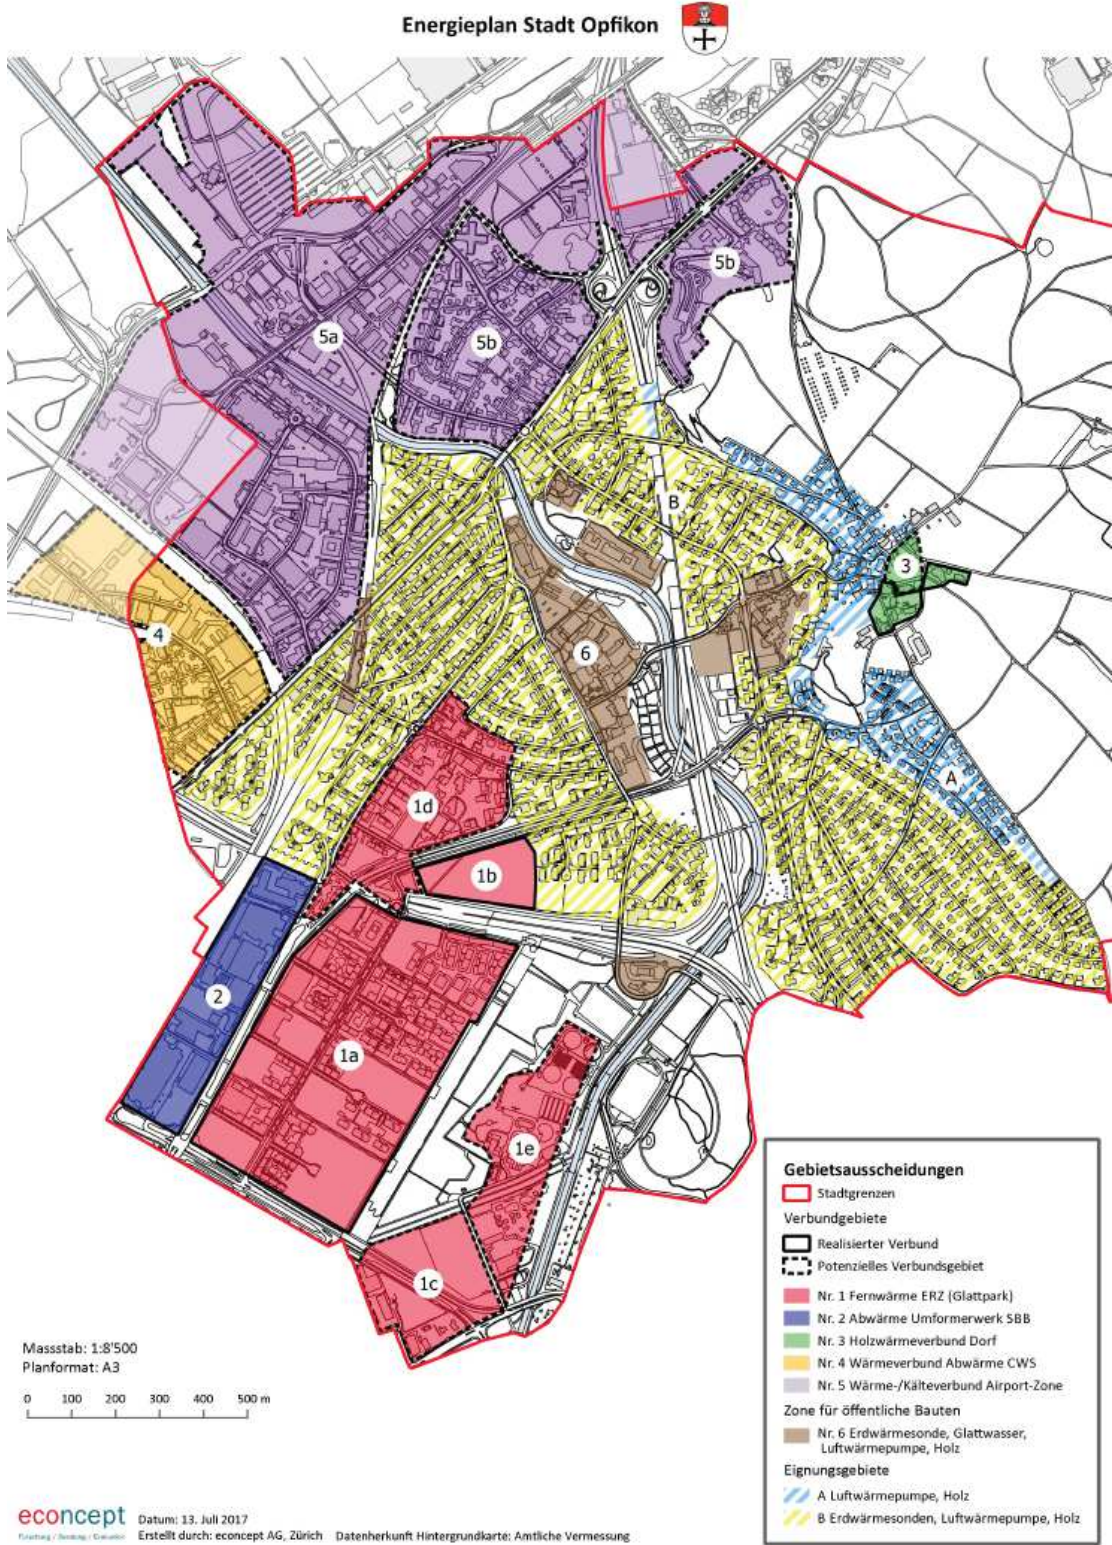 Energieplan Stadt Opfikon
5a
5b
5b
B
3
4
6
A
1d
1b
2
1a
1e
1c
Gebietsausscheidungen
Stadtgrenzen
Verbundgebiete
Realisierter Verbund
Potenzielles Verbundsgebiet
Nr. 1 Fernwärme ERZ (Glattpark)
Nr. 2 Abwärme Umformerwerk SBB
Nr. 3 Holzwärmeverbund Dorf
Nr. 4 Wärmeverbund Abwärme CWS
Nr. 5 Wärme-/Kälteverbund Airport-Zone
Zone für öffentliche Bauten
Nr. 6 Erdwärmesonde, Glattwasser,
Luftwärmepumpe, Holz
Eignungsgebiete
A Luftwärmepumpe, Holz
B Erdwärmesonden, Luftwärmepumpe, Holz
Massstab: 1:8'500
Planformat: A3
0 100 200 300 400 500 m
econcept
Forschung / Beratung / Evaluation
Datum: 13. Juli 2017
Erstellt durch: econcept AG, Zürich Datenherkunft Hintergrundkarte: Amtliche Vermessung